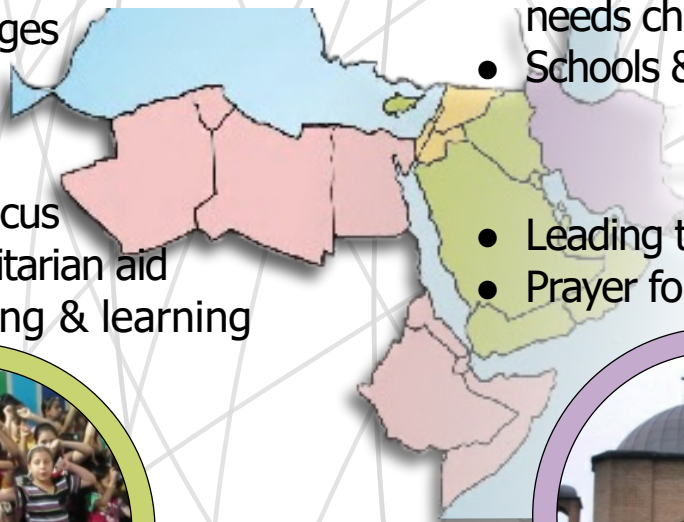 ges
cus
itarian aid
ng & learning
needs ch
● Schools &
● Leading t
● Prayer fo